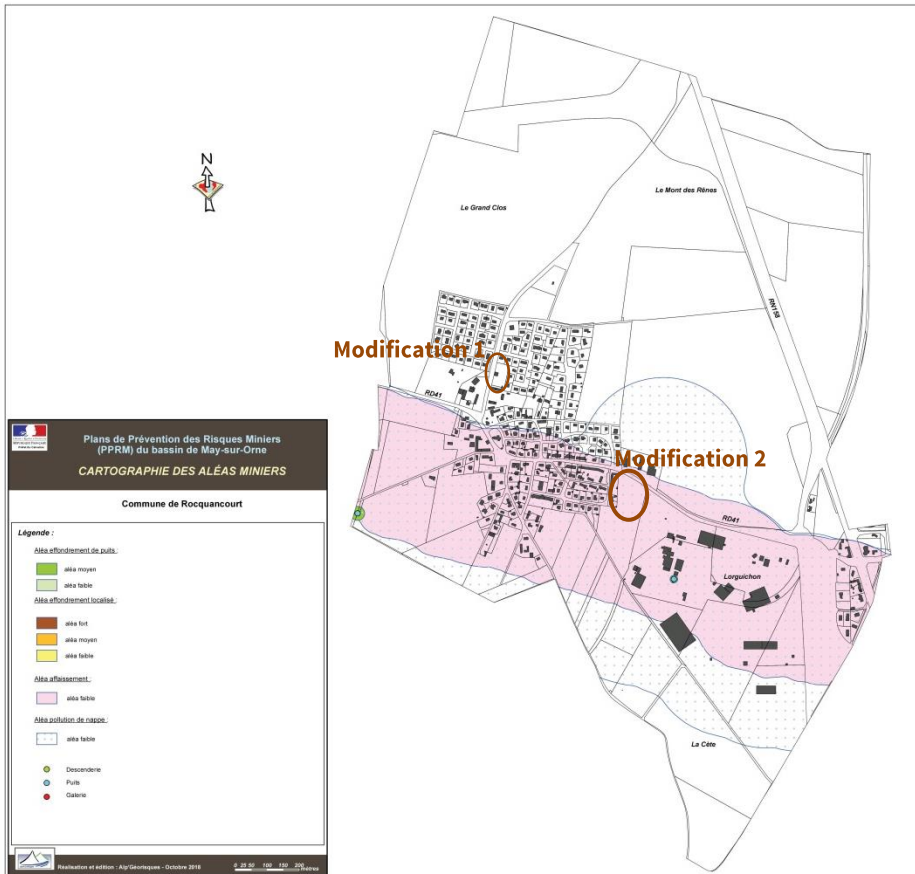 N
Le Mont des Rênes
Le Grand Clos
RN158
Modification 1
RD41
Modification 2
RD41
Lorguichon
La Cète
Plans de Prévention des Risques Miniers
(PPRM) du bassin de May-sur-Orne
CARTOGRAPHIE DES ALÉAS MINIERS
Commune de Rocquancourt
Légende :
Aléa effondrement de puits :
aléa moyen
aléa faible
Aléa effondrement localisé :
aléa fort
aléa moyen
aléa faible
Aléa affaissement :
aléa faible
Aléa pollution de nappe :
aléa faible
Descenderie
Puits
Galerie
Réalisation et édition : Alp'Géorisques - Octobre 2018
0 25 50 100 150 200
mètres